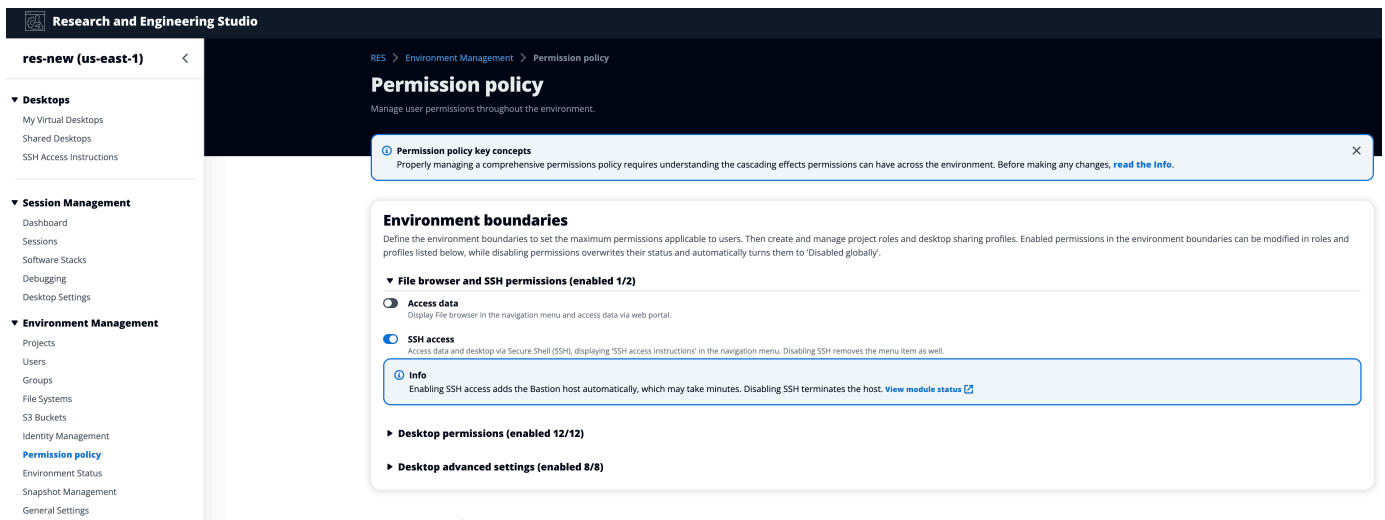 Research and Engineering Studio
res-new (us-east-1)
Desktops
My Virtual Desktops
Shared Desktops
SSH Access Instructions
Session Management
Dashboard
Sessions
Software Stacks
Debugging
Desktop Settings
Environment Management
Projects
Users
Groups
File Systems
S3 Buckets
Identity Management
Permission policy
Environment Status
Snapshot Management
General Settings
RES > Environment Management > Permission policy
Permission policy
Manage user permissions throughout the environment.
Permission policy key concepts
Properly managing a comprehensive permissions policy requires understanding the cascading effects permissions can have across the environment. Before making any changes, read the Info.
Environment boundaries
Define the environment boundaries to set the maximum permissions applicable to users. Then create and manage project roles and desktop sharing profiles. Enabled permissions in the environment boundaries can be modified in roles and
profiles listed below, while disabling permissions overwrites their status and automatically turns them to 'Disabled globally'.
File browser and SSH permissions (enabled 1/2)
Access data
Display File browser in the navigation menu and access data via web portal.
SSH access
Access data and desktop via Secure Shell (SSH), displaying 'SSH access instructions' in the navigation menu. Disabling SSH removes the menu item as well.
Info
Enabling SSH access adds the Bastion host automatically, which may take minutes. Disabling SSH terminates the host. View module status
Desktop permissions (enabled 12/12)
Desktop advanced settings (enabled 8/8)